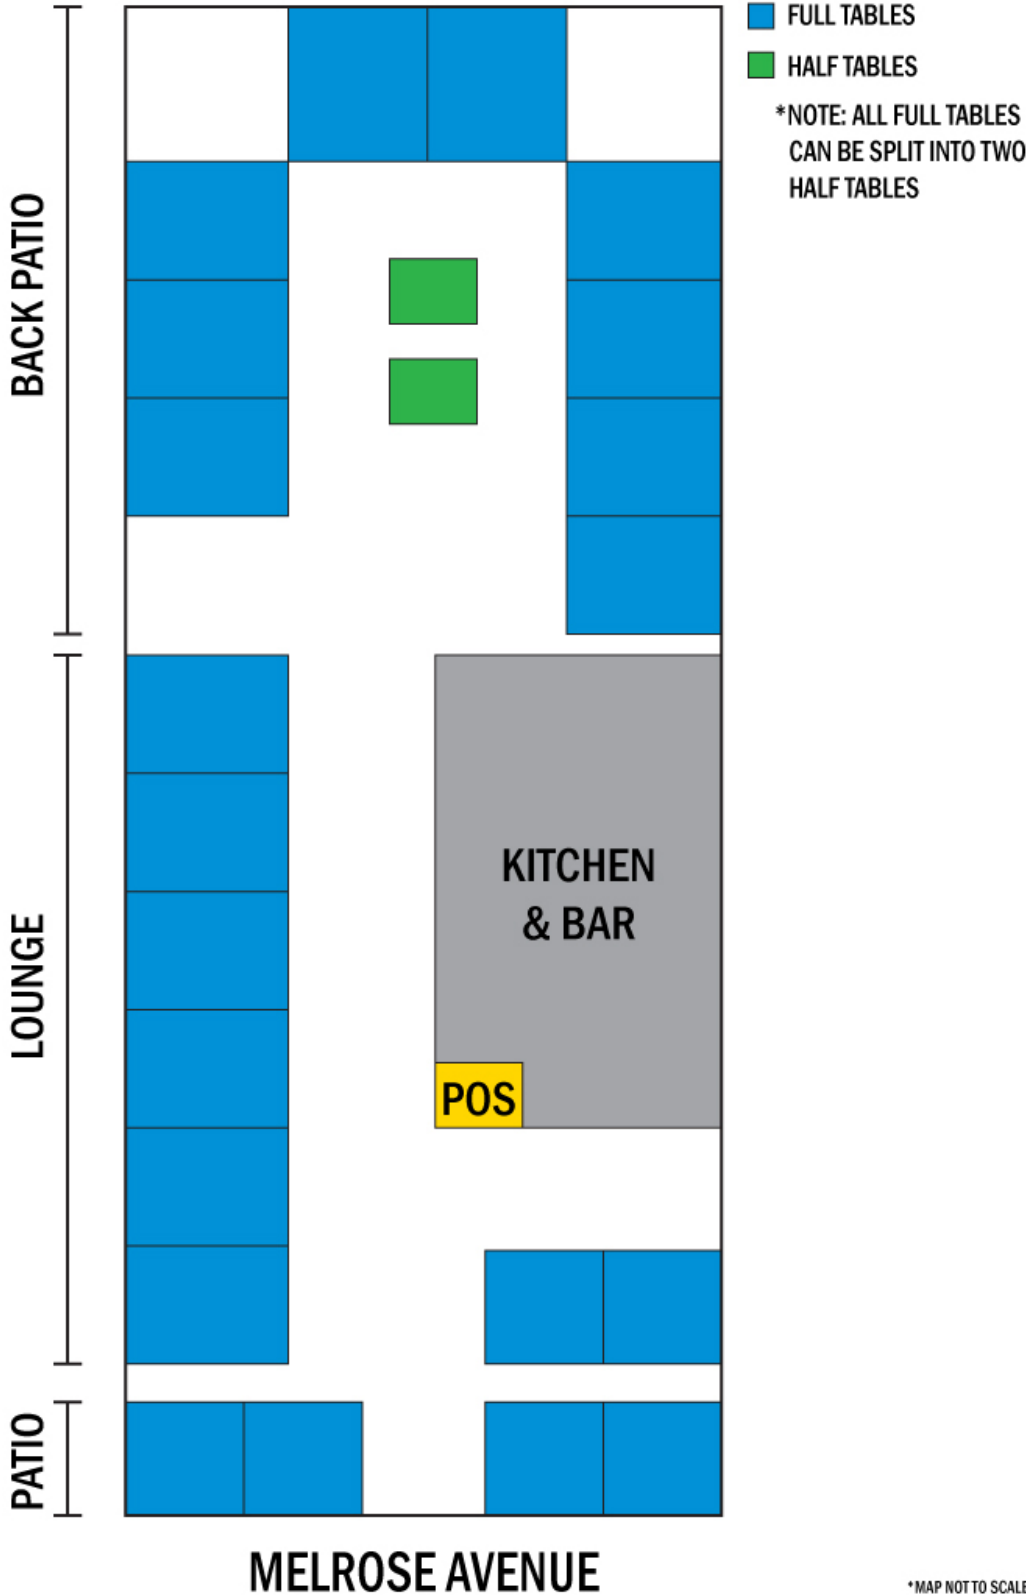 FULL TABLES
HALF TABLES
*NOTE: ALL FULL TABLES
CAN BE SPLIT INTO TWO
HALF TABLES
BACK PATIO
LOUNGE
KITCHEN
& BAR
POS
PATIO
MELROSE AVENUE
*MAP NOT TO SCALE